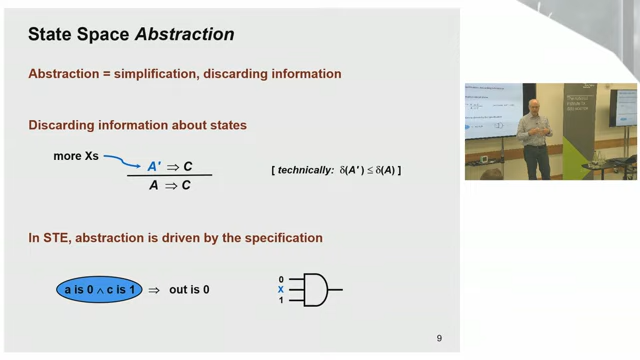 State Space Abstraction
Abstraction = simplification, discarding information
Discarding information about states
more Xs
A' ⇒ C
A ⇒ C
[ technically: δ(A') ≤ δ(A) ]
In STE, abstraction is driven by the specification
a is 0 ∧ c is 1 ⇒ out is 0
0
X
1
9